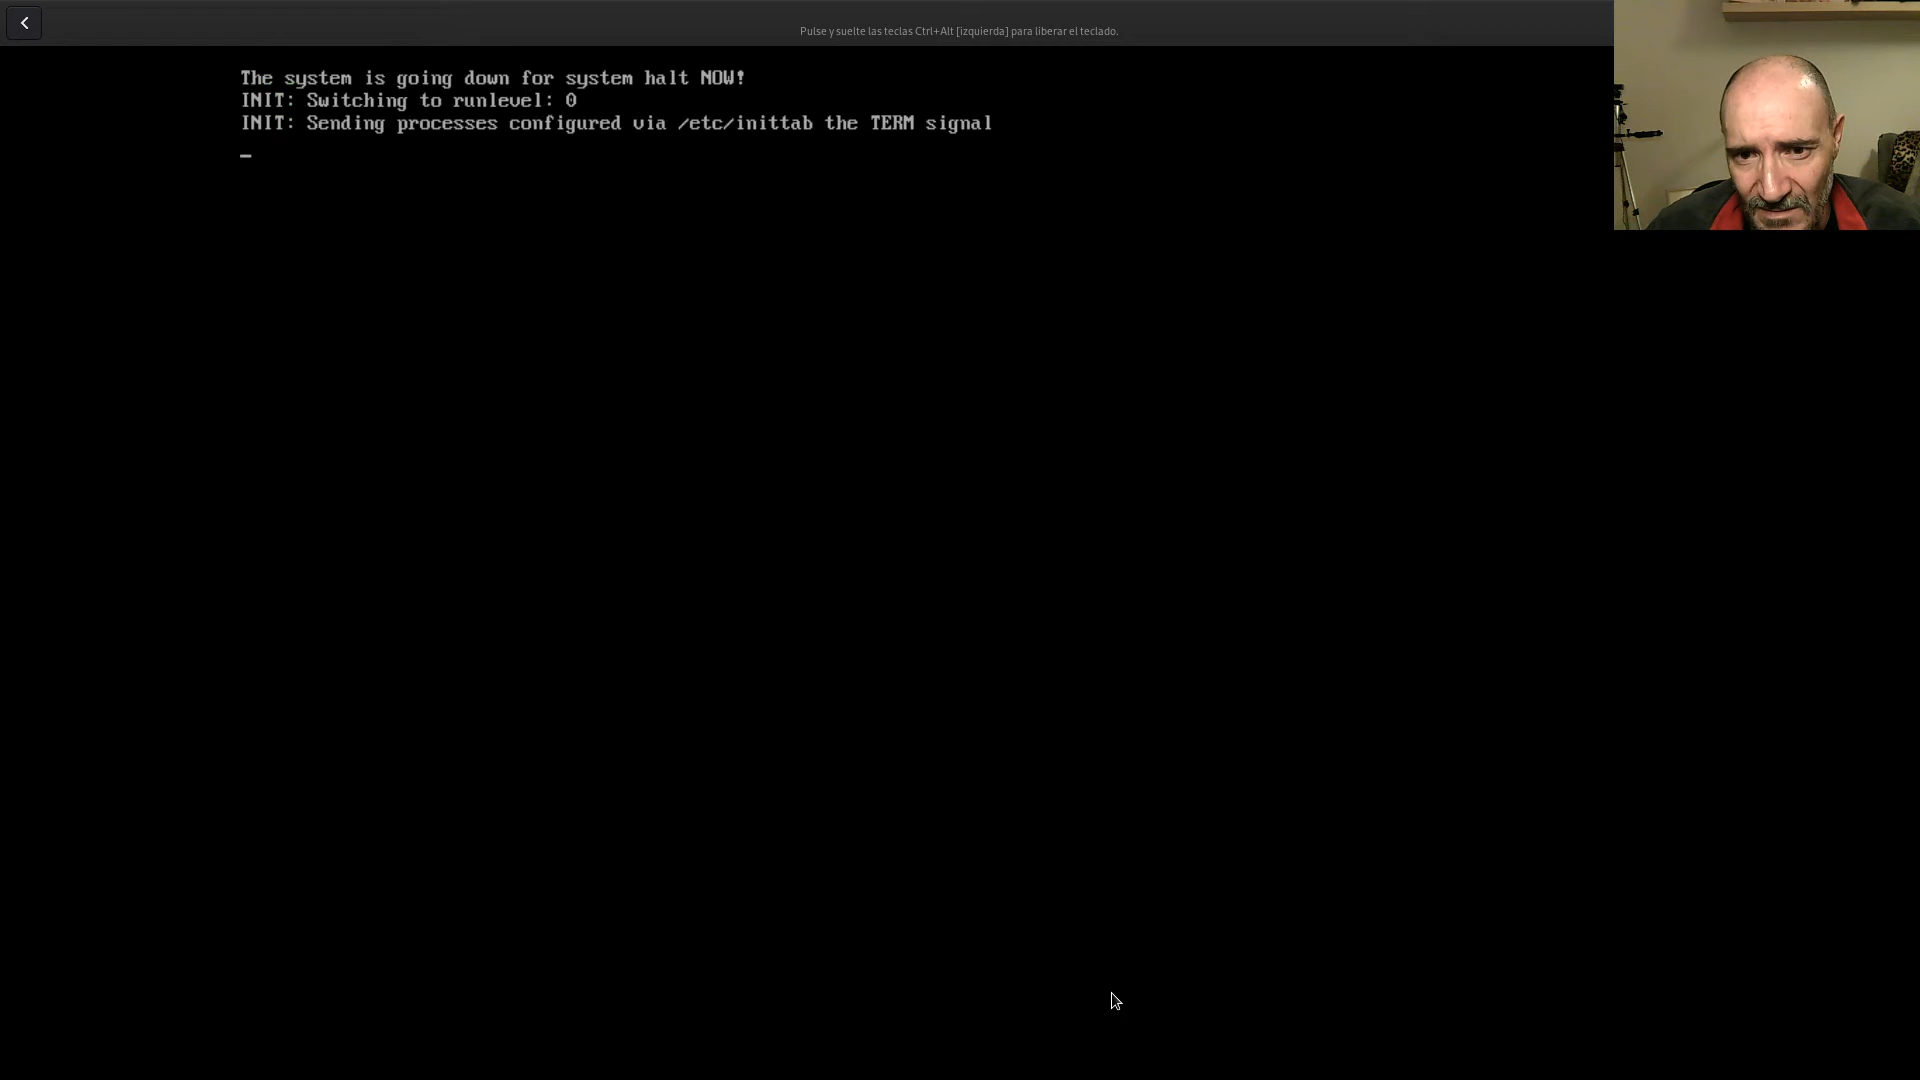 Pulse y suelte las teclas Ctrl+Alt [izquierda] para liberar el teclado.
The system is going down for system halt NOW!
INIT: Switching to runlevel: 0
INIT: Sending processes configured via /etc/inittab the TERM signal